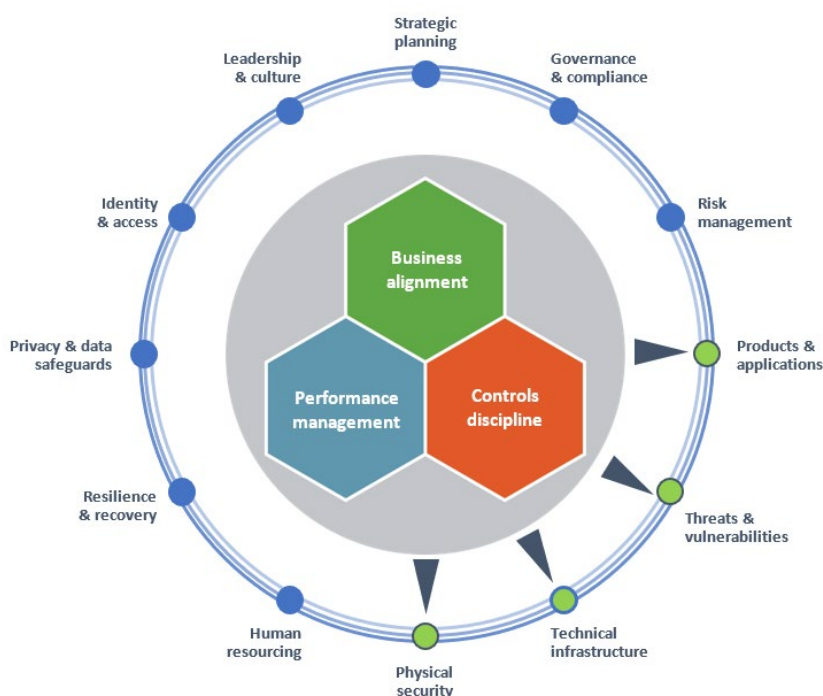 Strategic
planning
Leadership
& culture
Governance
& compliance
Identity
& access
Risk
management
Business
alignment
Privacy & data
safeguards
Products &
applications
Performance
management
Controls
discipline
Resilience
& recovery
Threats &
vulnerabilities
Human
resourcing
Technical
infrastructure
Physical
security